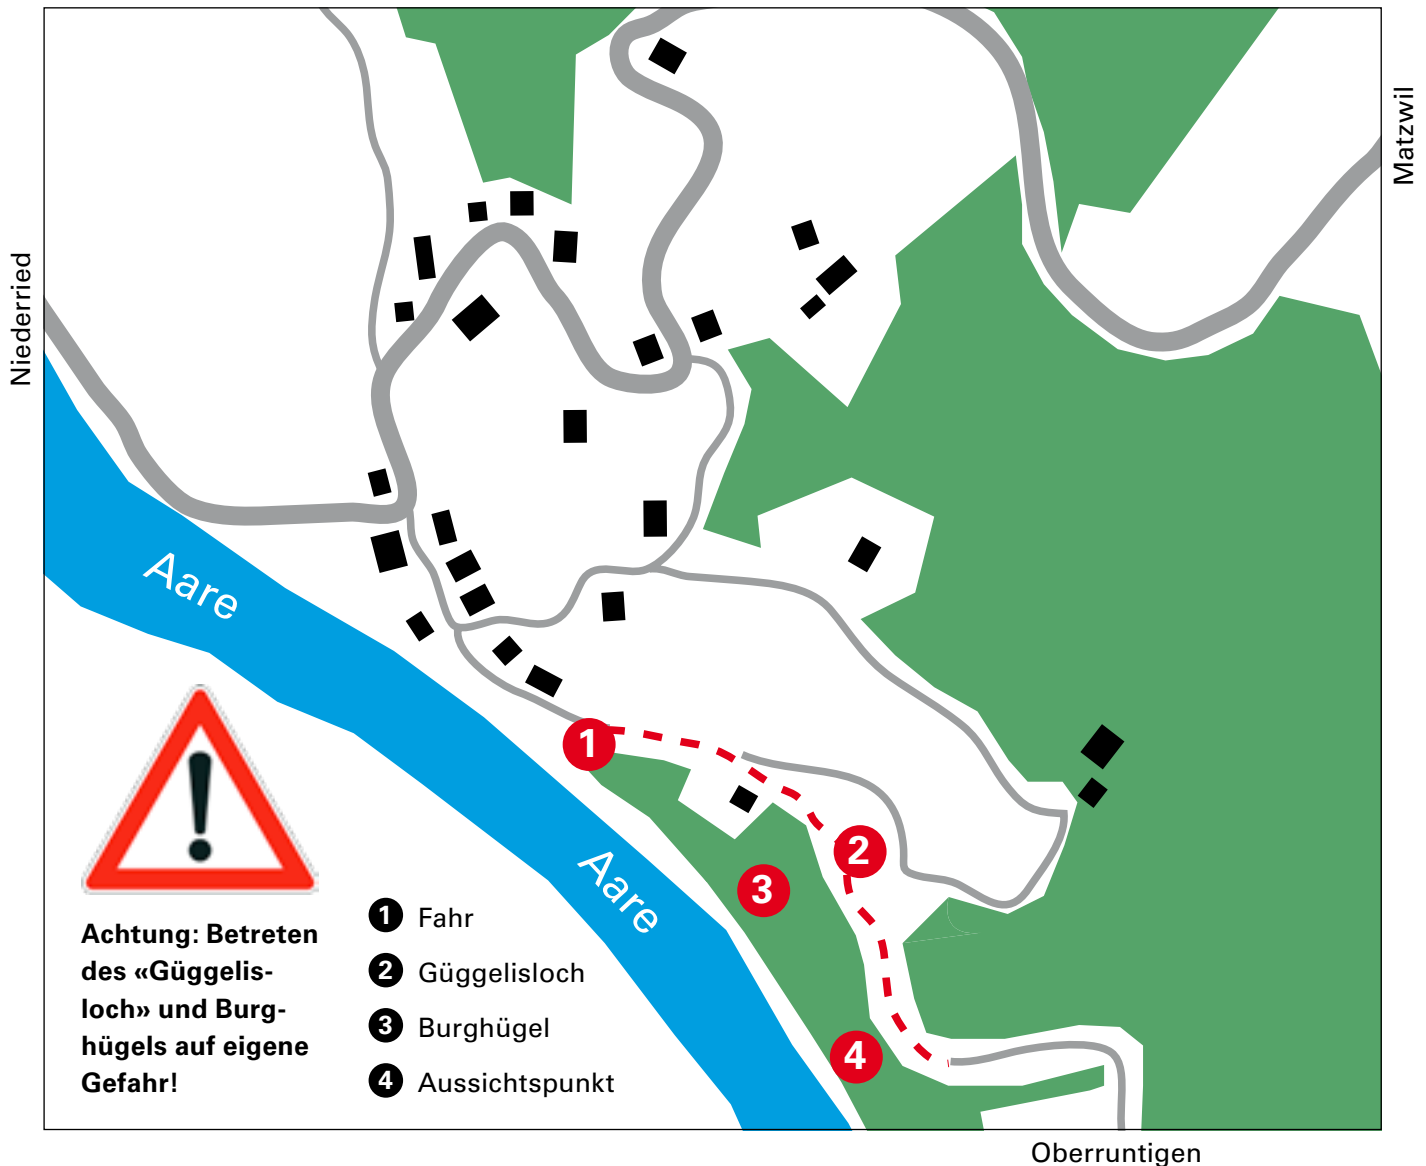 Matzwil
Niederried
Aare
Aare
1
2
3
4
Achtung: Betreten
des «Güggelis-
loch» und Burg-
hügels auf eigene
Gefahr!
1 Fahr
2 Güggelisloch
3 Burghügel
4 Aussichtspunkt
Oberruntigen